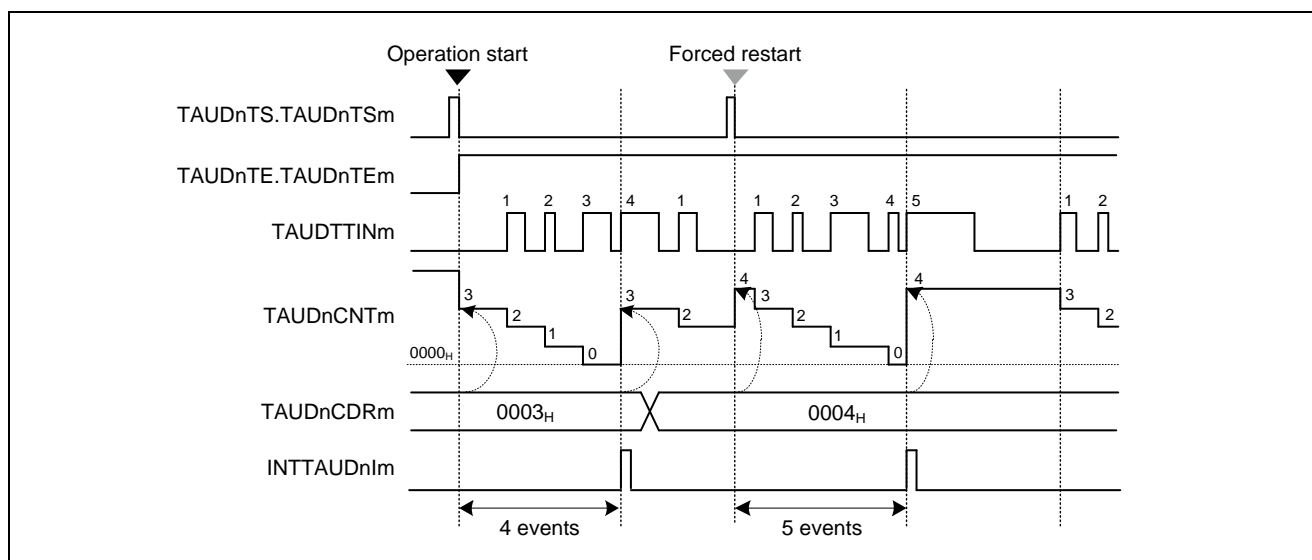 Operation start Forced restart
TAUDnTS.TAUDnTSm
TAUDnTE.TAUDnTEm
1 2 3 4 1 1 2 3 4 5 1 2
TAUDTTINm
4 4
3 3 3 3
TAUDnCNTm
2 2 2 2
1 1
0000H 0 0
TAUDnCDRm 0003H 0004H
INTTAUDnIm
4 events 5 events